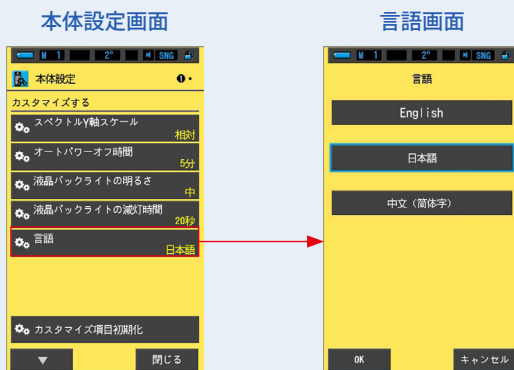 本体設定画面
M 1 2° SNG
本体設定
カスタマイズする
スペクトルY軸スケール
相対
オートパワーオフ時間
5分
液晶バックライトの明るさ
中
液晶バックライトの減灯時間
20秒
言語
日本語
カスタマイズ項目初期化
▼ 閉じる
言語画面
M 1 2° SNG
言語
English
日本語
中文（简体字）
OK キャンセル